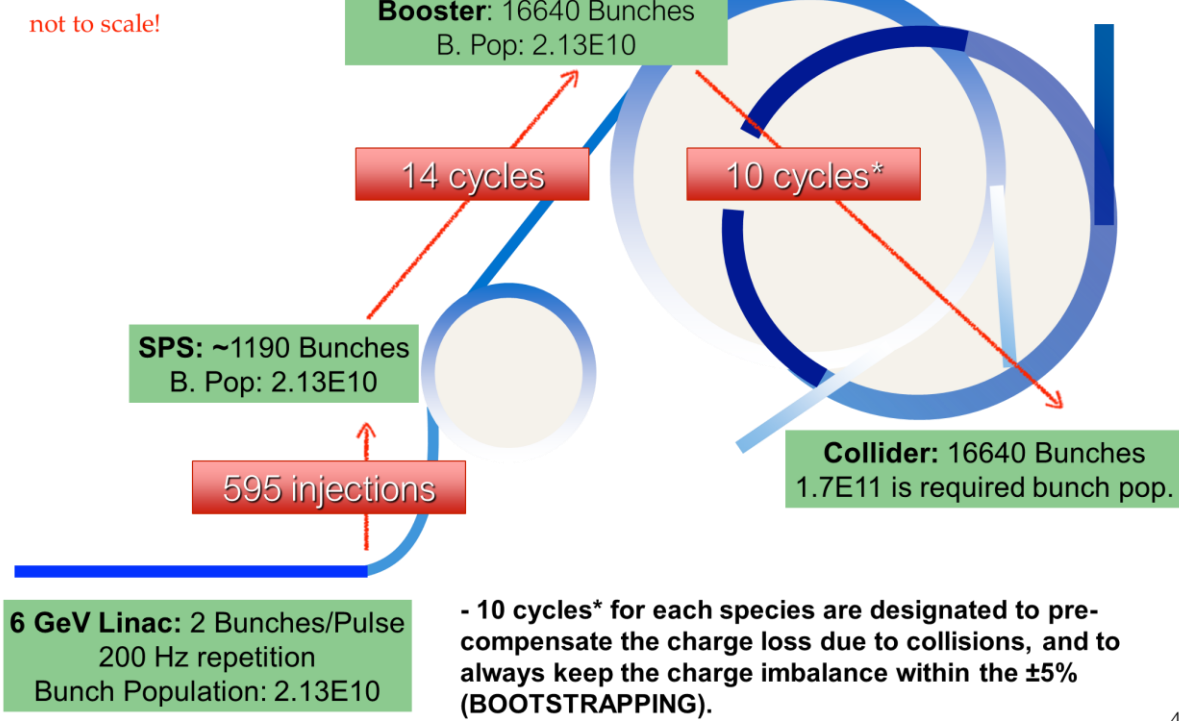 not to scale!
Booster: 16640 Bunches
B. Pop: 2.13E10
14 cycles
10 cycles*
SPS: ~1190 Bunches
B. Pop: 2.13E10
595 injections
Collider: 16640 Bunches
1.7E11 is required bunch pop.
6 GeV Linac: 2 Bunches/Pulse
200 Hz repetition
Bunch Population: 2.13E10
- 10 cycles* for each species are designated to pre-
compensate the charge loss due to collisions, and to
always keep the charge imbalance within the ±5%
(BOOTSTRAPPING).
4